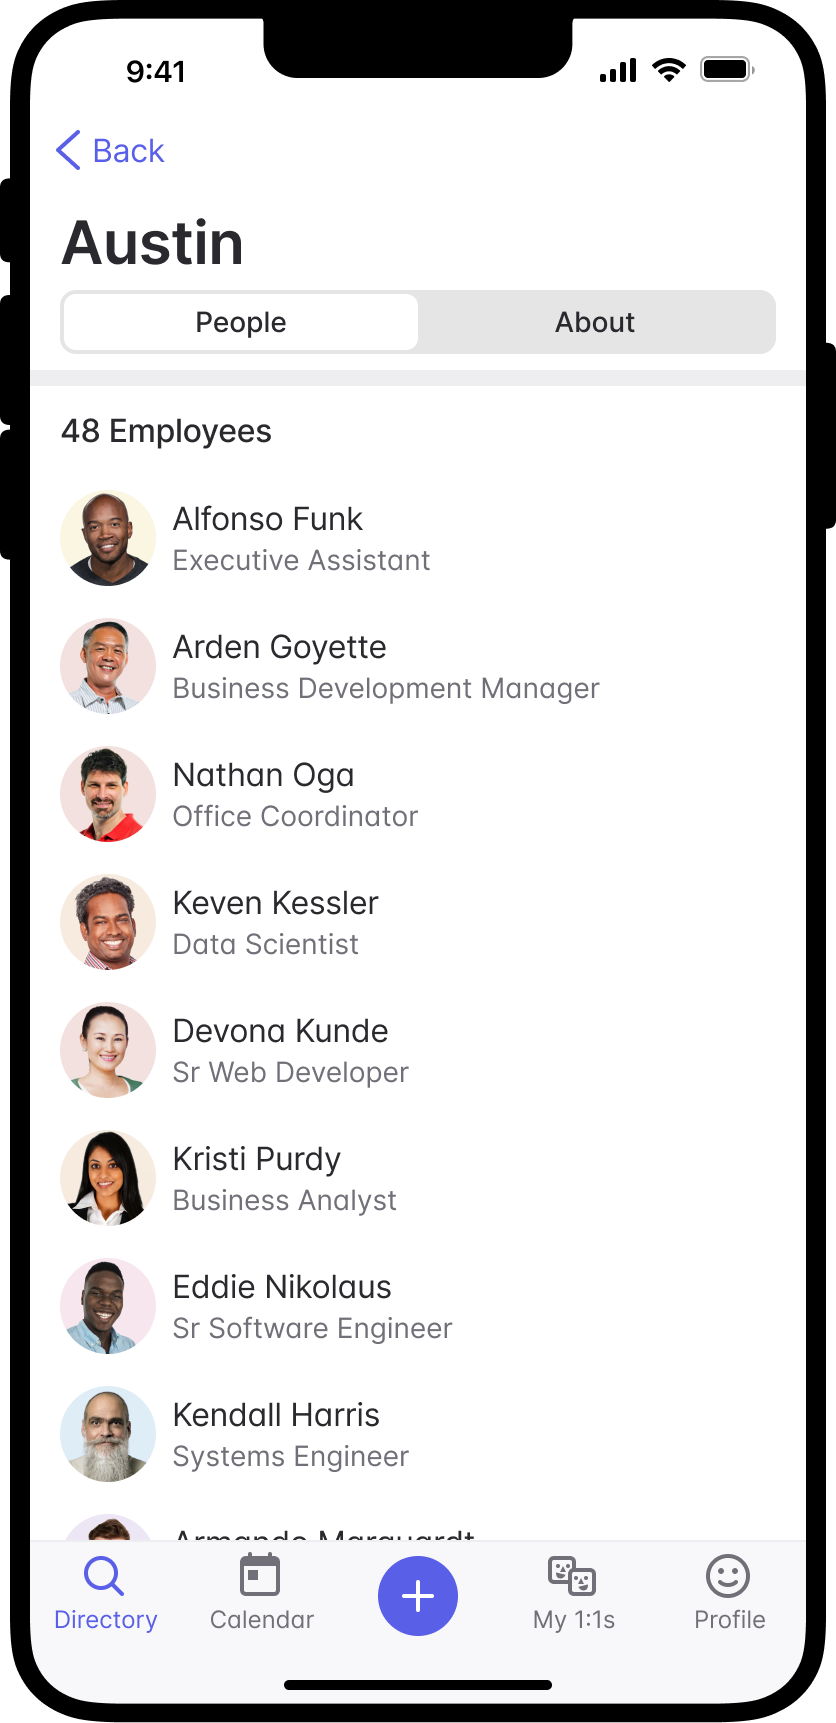 9:41
Back
Austin
People About
48 Employees
Alfonso Funk
Executive Assistant
Arden Goyette
Business Development Manager
Nathan Oga
Office Coordinator
Keven Kessler
Data Scientist
Devona Kunde
Sr Web Developer
Kristi Purdy
Business Analyst
Eddie Nikolaus
Sr Software Engineer
Kendall Harris
Systems Engineer
Armando Marquardt
Directory Calendar My 1:1s Profile